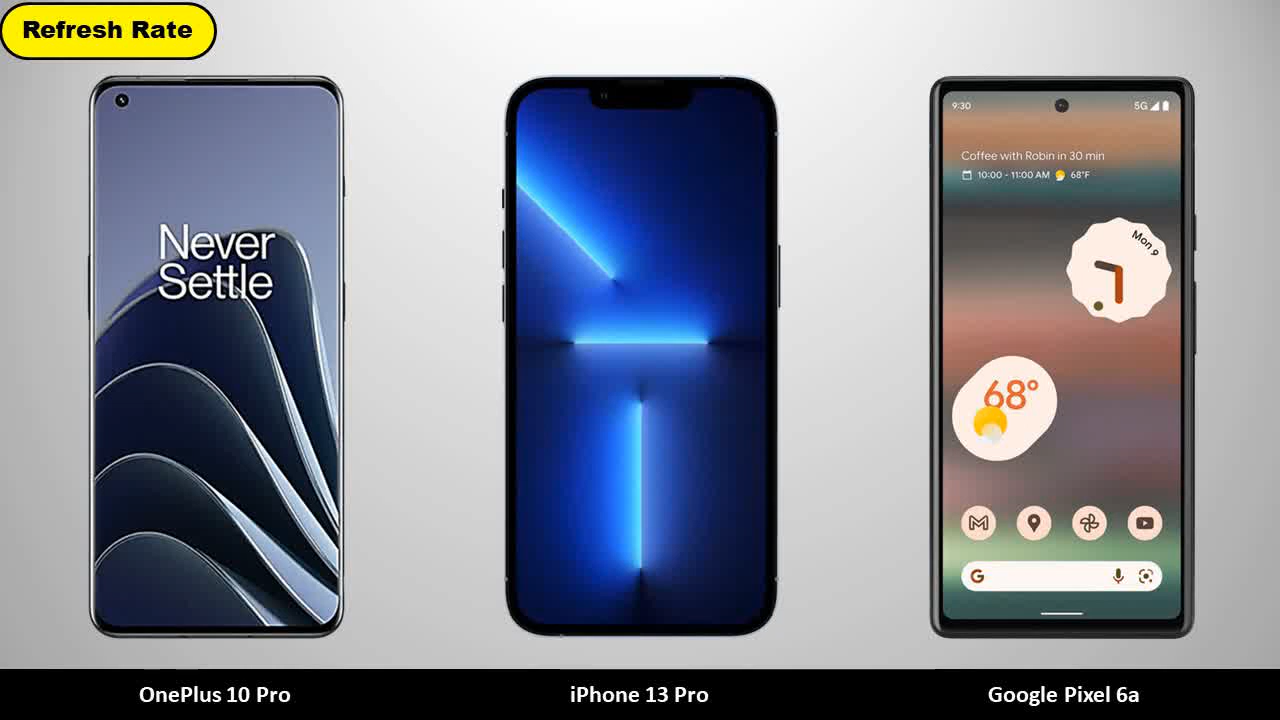 Refresh Rate
Never
Settle
9:30
5G
Coffee with Robin in 30 min
10:00 - 11:00 AM
68°F
Mon 9
68°
G
OnePlus 10 Pro
iPhone 13 Pro
Google Pixel 6a